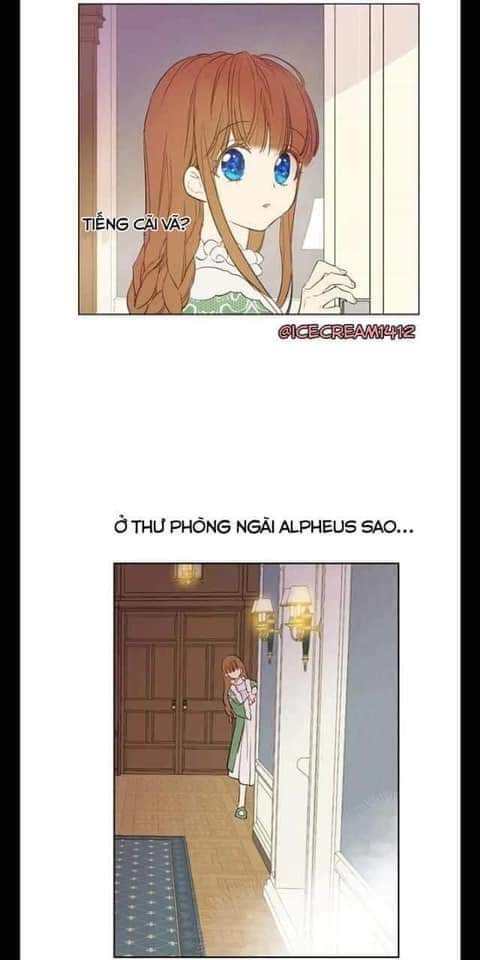 TIẾNG CÃI VÃ?
@ICECREAM1412
Ở THƯ PHÒNG NGÀI ALPHEUS SAO...